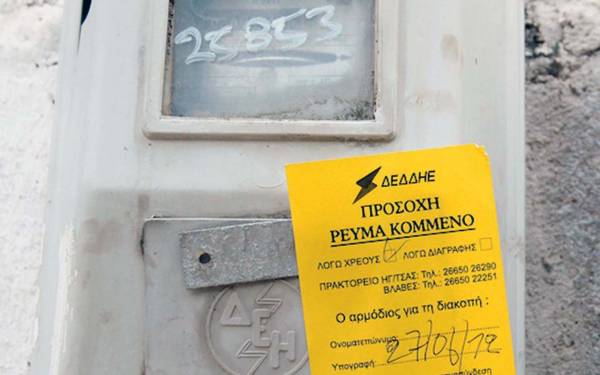 25853
ΔΕΔΔΗΕ
ΠΡΟΣΟΧΗ
ΡΕΥΜΑ ΚΟΜΜΕΝΟ
ΛΟΓΩ ΧΡΕΟΥΣ ☑ ΛΟΓΩ ΔΙΑΓΡΑΦΗΣ ☐
ΠΡΑΚΤΟΡΕΙΟ ΗΓ/ΤΣΑΣ: Τηλ.: 26650 26290
ΒΛΑΒΕΣ: Τηλ.: 26650 22251
Ο αρμόδιος για τη διακοπή :
Ονοματεπώνυμο
Υπογραφή 27/06/12
ΔΕΗ